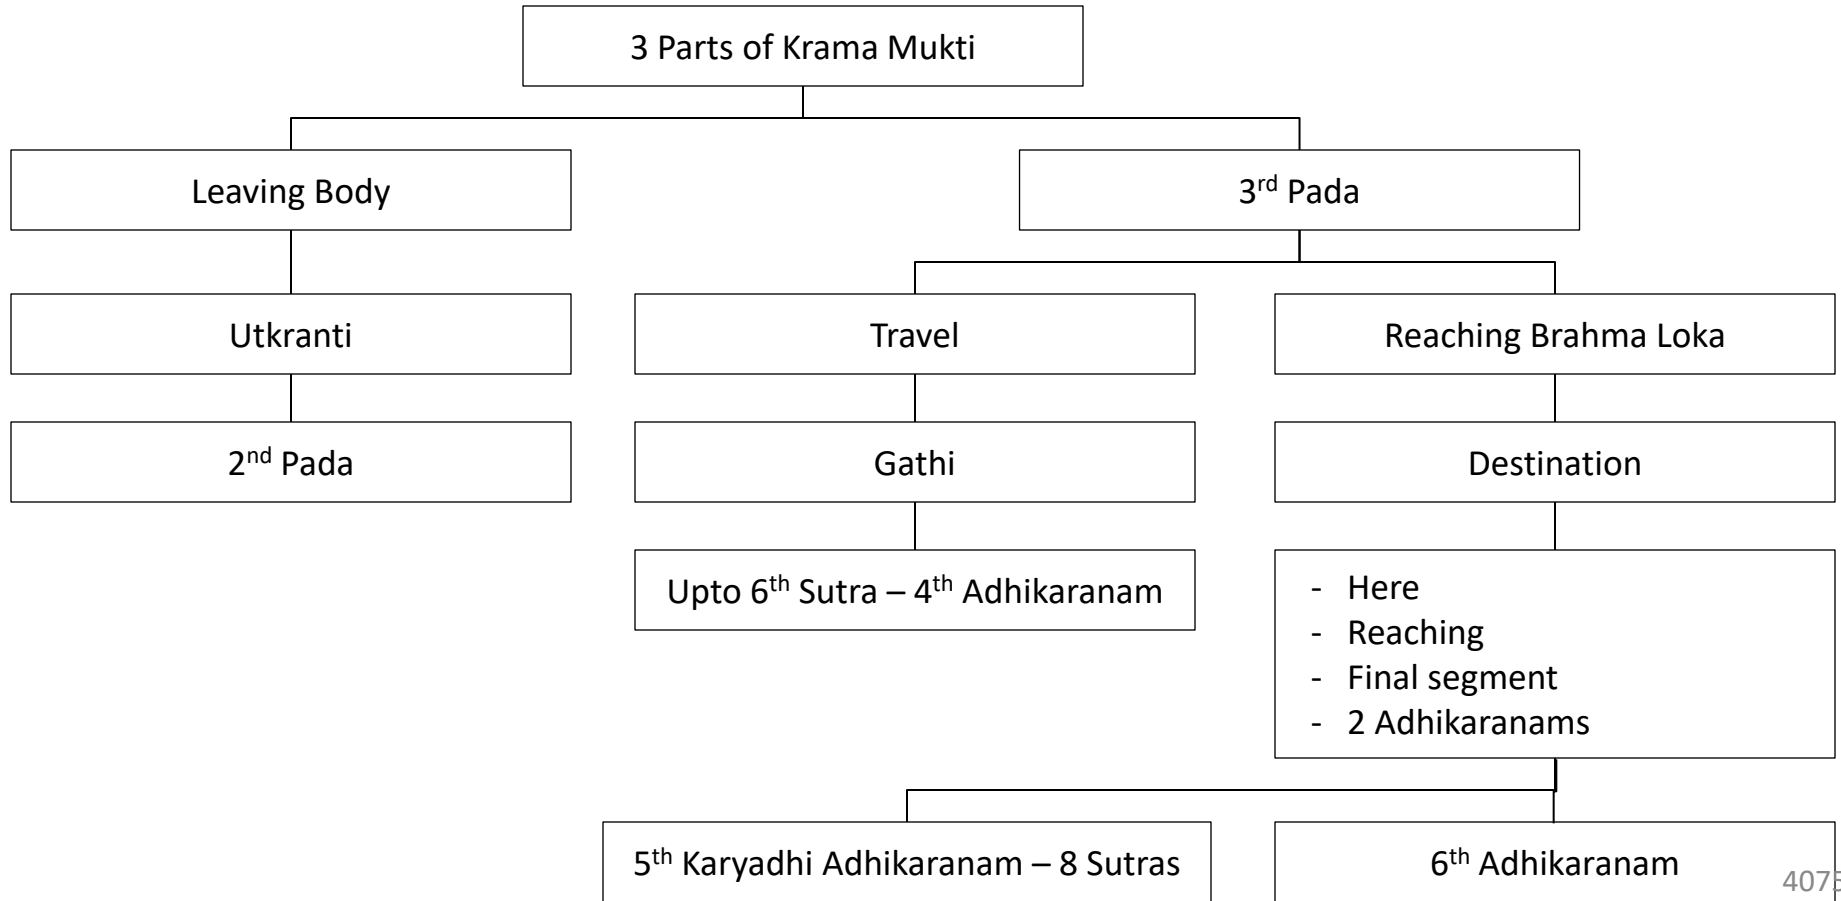 3 Parts of Krama Mukti
Leaving Body
3rd Pada
Utkranti
Travel
Reaching Brahma Loka
2nd Pada
Gathi
Destination
Upto 6th Sutra – 4th Adhikaranam
- Here
- Reaching
- Final segment
- 2 Adhikaranams
5th Karyadhi Adhikaranam – 8 Sutras
6th Adhikaranam